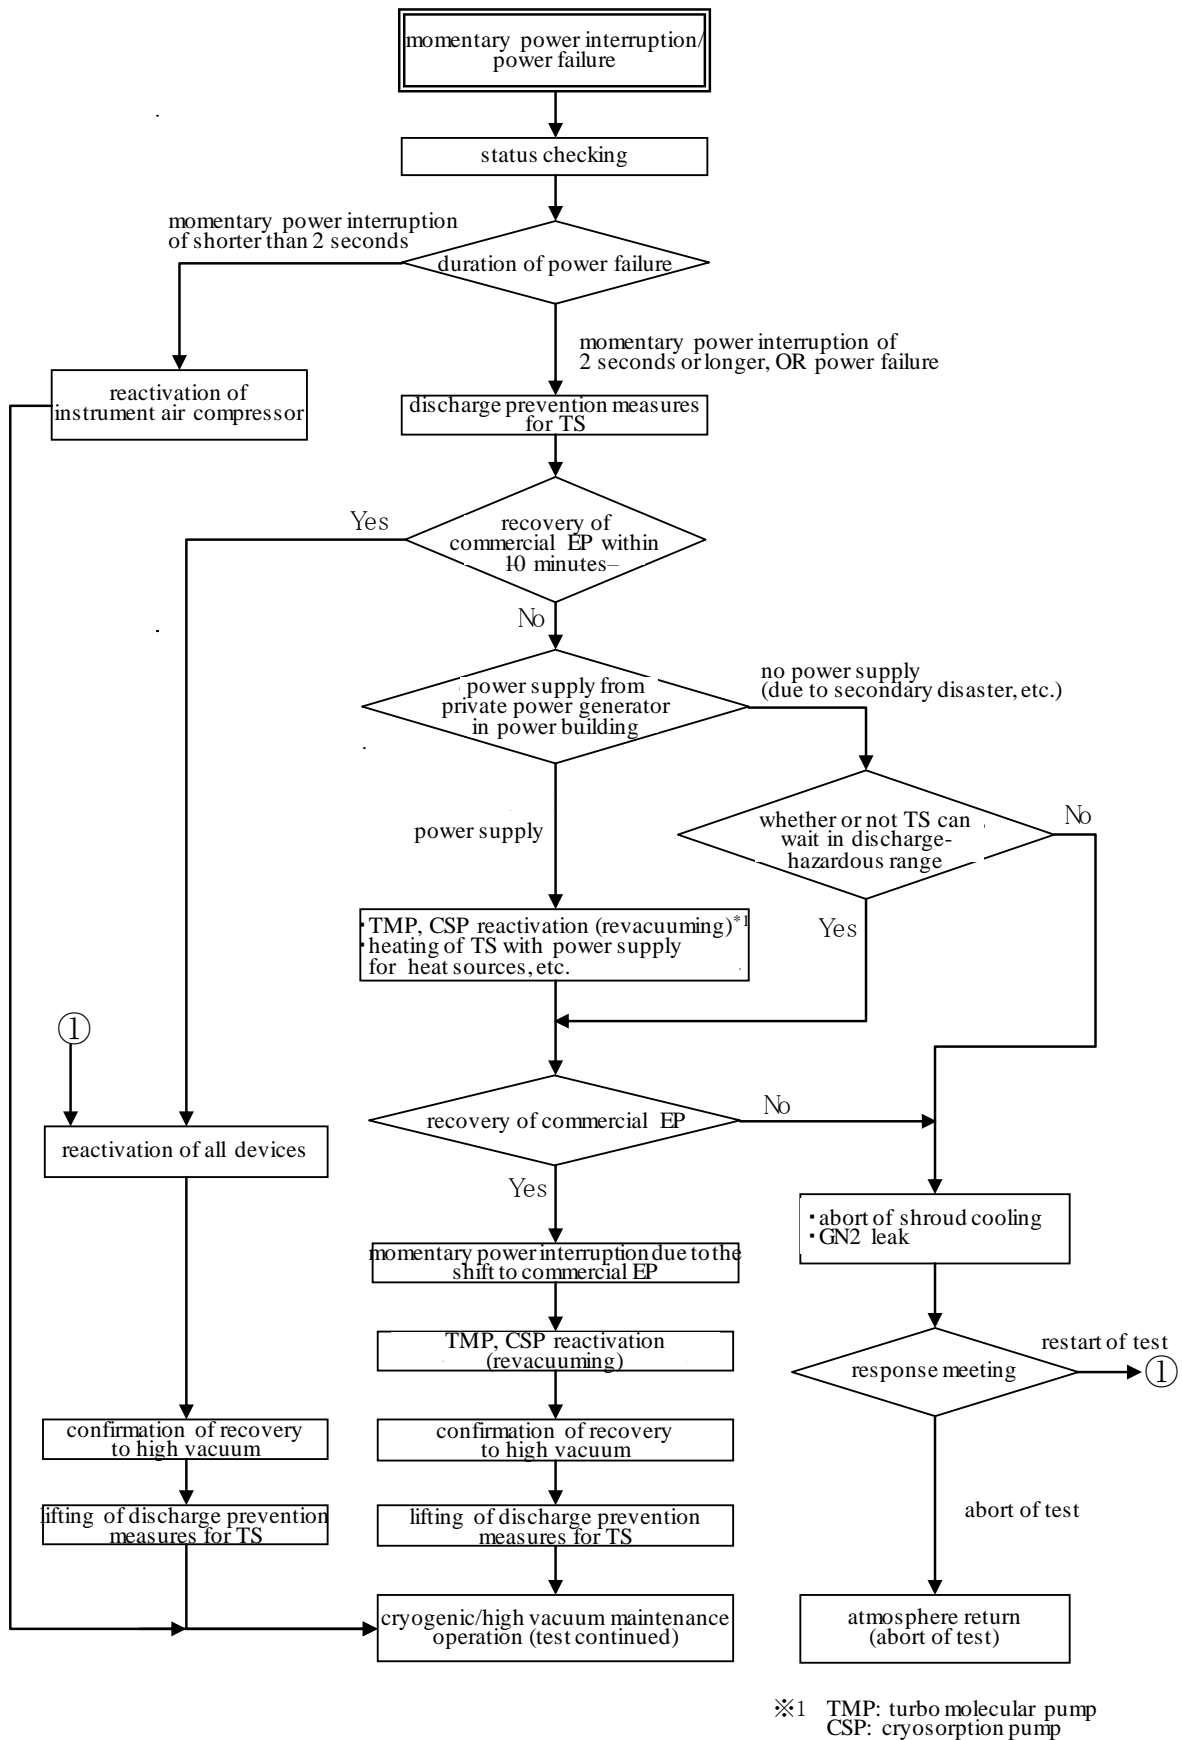 momentary power interruption/
power failure
status checking
momentary power interruption
of shorter than 2 seconds
duration of power failure
momentary power interruption of
2 seconds or longer, OR power failure
reactivation of
instrument air compressor
discharge prevention measures
for TS
Yes
recovery of
commercial EP within
10 minutes–
No
power supply from
private power generator
in power building
no power supply
(due to secondary disaster, etc.)
power supply
whether or not TS can
wait in discharge-
hazardous range
No
Yes
・TMP, CSP reactivation (revacuuming)*1
・heating of TS with power supply
for heat sources, etc.
①
recovery of commercial EP
No
reactivation of all devices
Yes
・abort of shroud cooling
・GN2 leak
momentary power interruption due to the
shift to commercial EP
TMP, CSP reactivation
(revacuuming)
response meeting
restart of test
①
confirmation of recovery
to high vacuum
confirmation of recovery
to high vacuum
lifting of discharge prevention
measures for TS
lifting of discharge prevention
measures for TS
abort of test
cryogenic/high vacuum maintenance
operation (test continued)
atmosphere return
(abort of test)
※1 TMP: turbo molecular pump
CSP: cryosorption pump